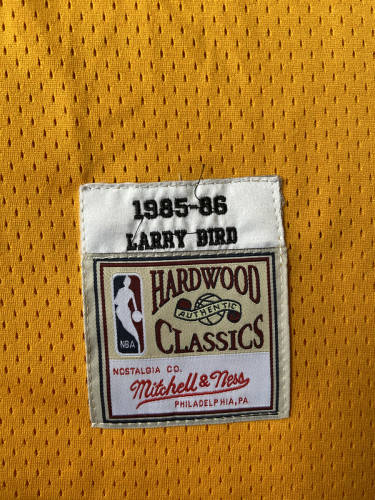 1985-86
LARRY BIRD
HARDWOOD
AUTHENTIC
CLASSICS
NBA
NOSTALGIA CO.
Mitchell & Ness
PHILADELPHIA, PA